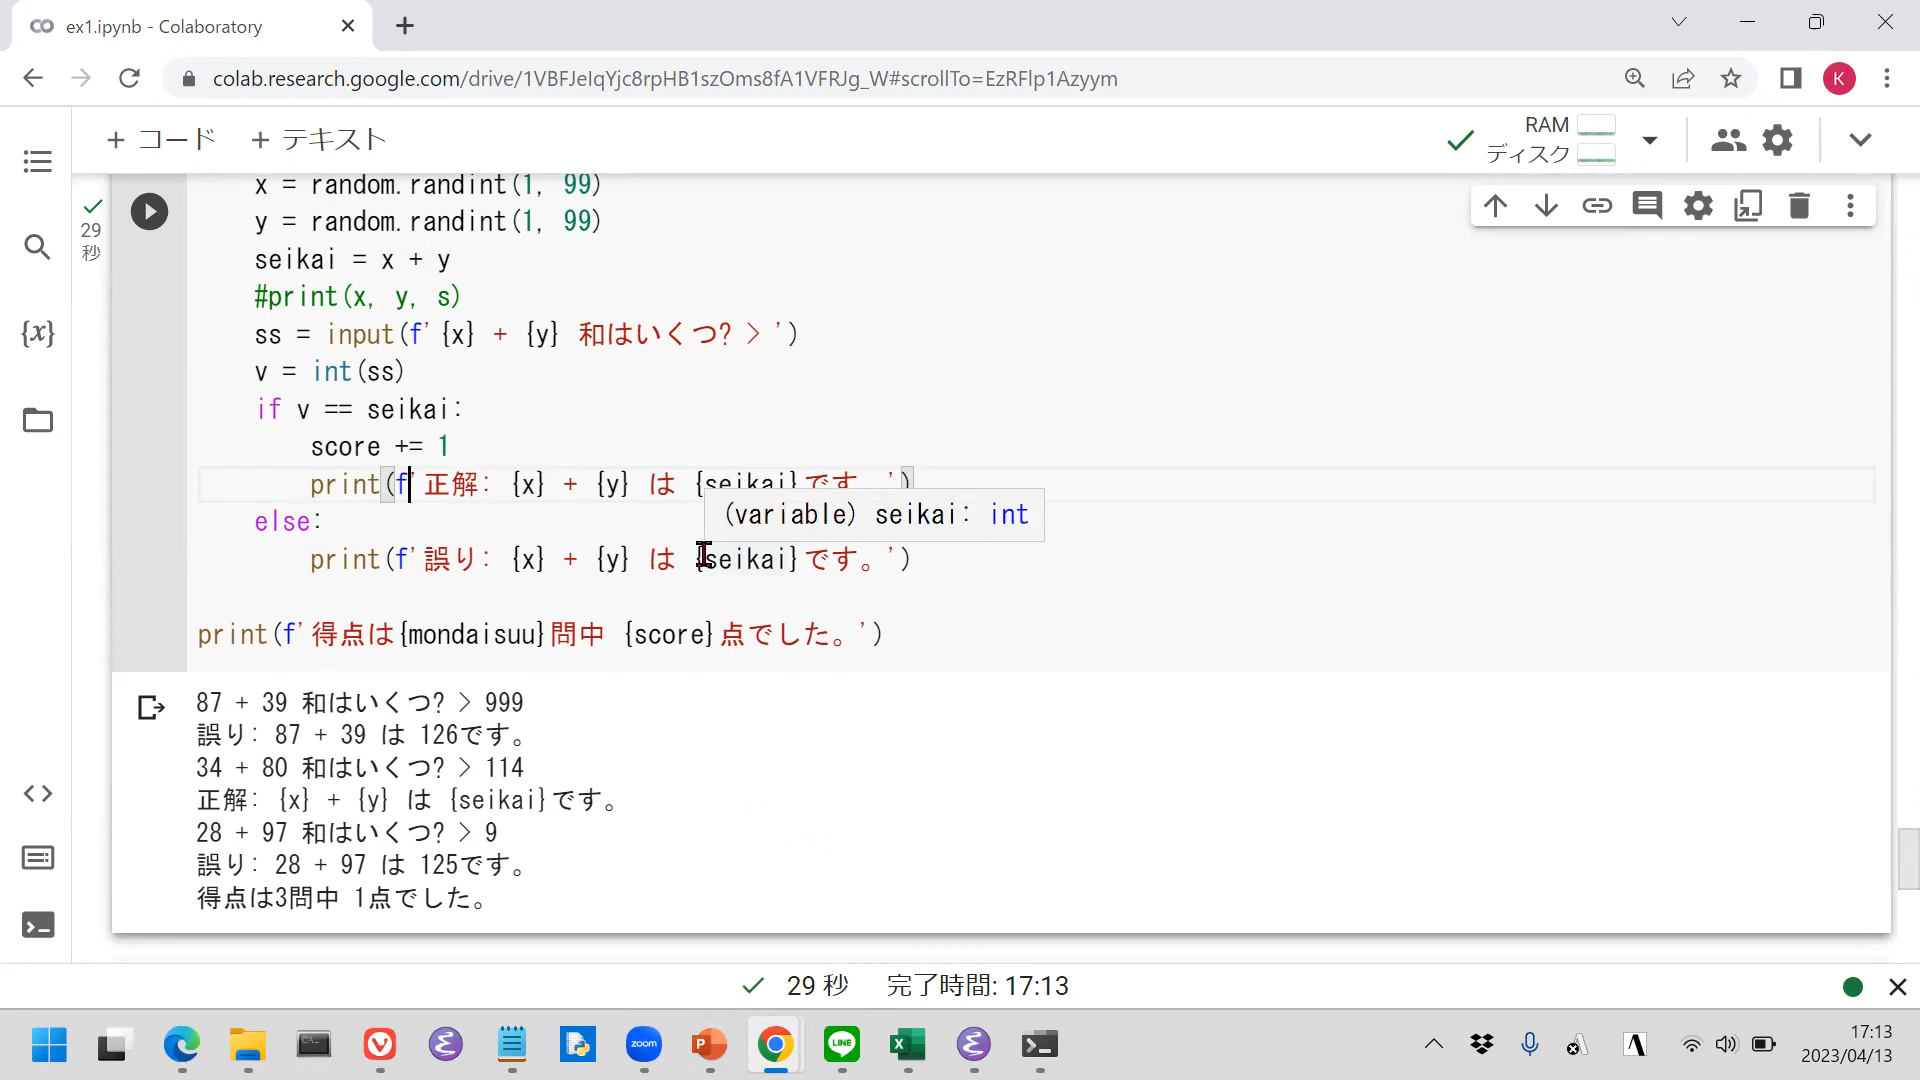 ex1.ipynb - Colaboratory
colab.research.google.com/drive/1VBFJeIqYjc8rpHB1szOms8fA1VFRJg_W#scrollTo=EzRFlp1Azyym
K
+ コード + テキスト
RAM
ディスク
29
秒
x = random.randint(1, 99)
y = random.randint(1, 99)
seikai = x + y
#print(x, y, s)
ss = input(f'{x} + {y} 和はいくつ? > ')
v = int(ss)
if v == seikai:
score += 1
print(f'正解: {x} + {y} は {seikai}です。')
(variable) seikai: int
else:
print(f'誤り: {x} + {y} は {seikai}です。')
print(f'得点は{mondaisuu}問中 {score}点でした。')
87 + 39 和はいくつ? > 999
誤り: 87 + 39 は 126です。
34 + 80 和はいくつ? > 114
正解: {x} + {y} は {seikai}です。
28 + 97 和はいくつ? > 9
誤り: 28 + 97 は 125です。
得点は3問中 1点でした。
29 秒 完了時間: 17:13
zoom
LINE
17:13
2023/04/13